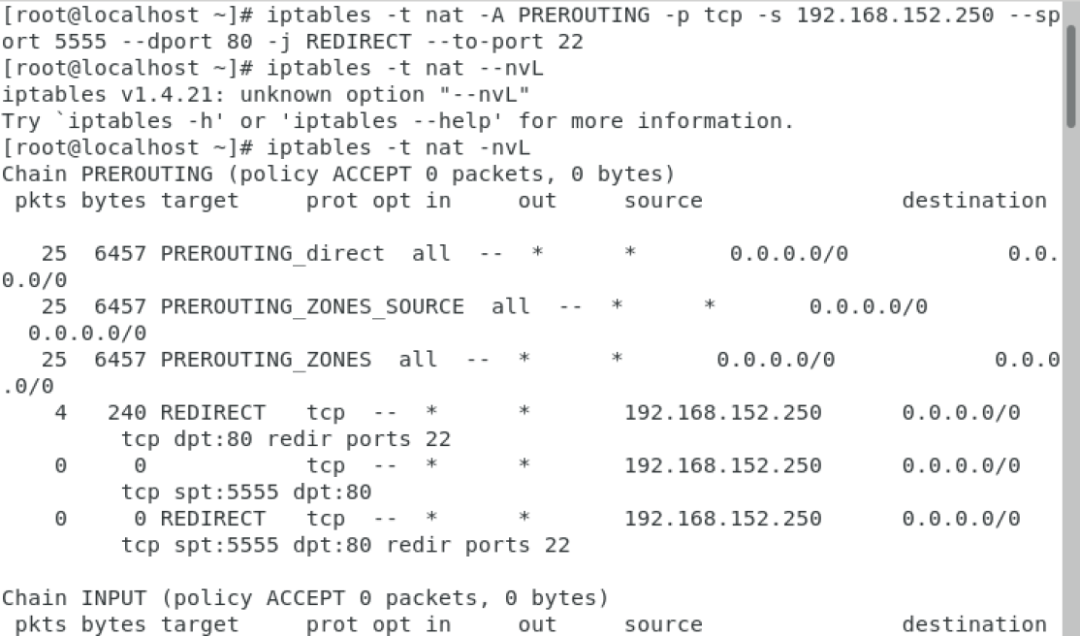 [root@localhost ~]# iptables -t nat -A PREROUTING -p tcp -s 192.168.152.250 --sp
ort 5555 --dport 80 -j REDIRECT --to-port 22
[root@localhost ~]# iptables -t nat --nvL
iptables v1.4.21: unknown option "--nvL"
Try `iptables -h' or 'iptables --help' for more information.
[root@localhost ~]# iptables -t nat -nvL
Chain PREROUTING (policy ACCEPT 0 packets, 0 bytes)
 pkts bytes target     prot opt in     out     source               destination
   25  6457 PREROUTING_direct  all  --  *      *       0.0.0.0/0            0.0.
0.0/0
   25  6457 PREROUTING_ZONES_SOURCE  all  --  *      *       0.0.0.0/0
  0.0.0.0/0
   25  6457 PREROUTING_ZONES  all  --  *      *       0.0.0.0/0            0.0.0
.0/0
    4   240 REDIRECT   tcp  --  *      *       192.168.152.250      0.0.0.0/0
         tcp dpt:80 redir ports 22
    0     0            tcp  --  *      *       192.168.152.250      0.0.0.0/0
         tcp spt:5555 dpt:80
    0     0 REDIRECT   tcp  --  *      *       192.168.152.250      0.0.0.0/0
         tcp spt:5555 dpt:80 redir ports 22
Chain INPUT (policy ACCEPT 0 packets, 0 bytes)
 pkts bytes target     prot opt in     out     source               destination